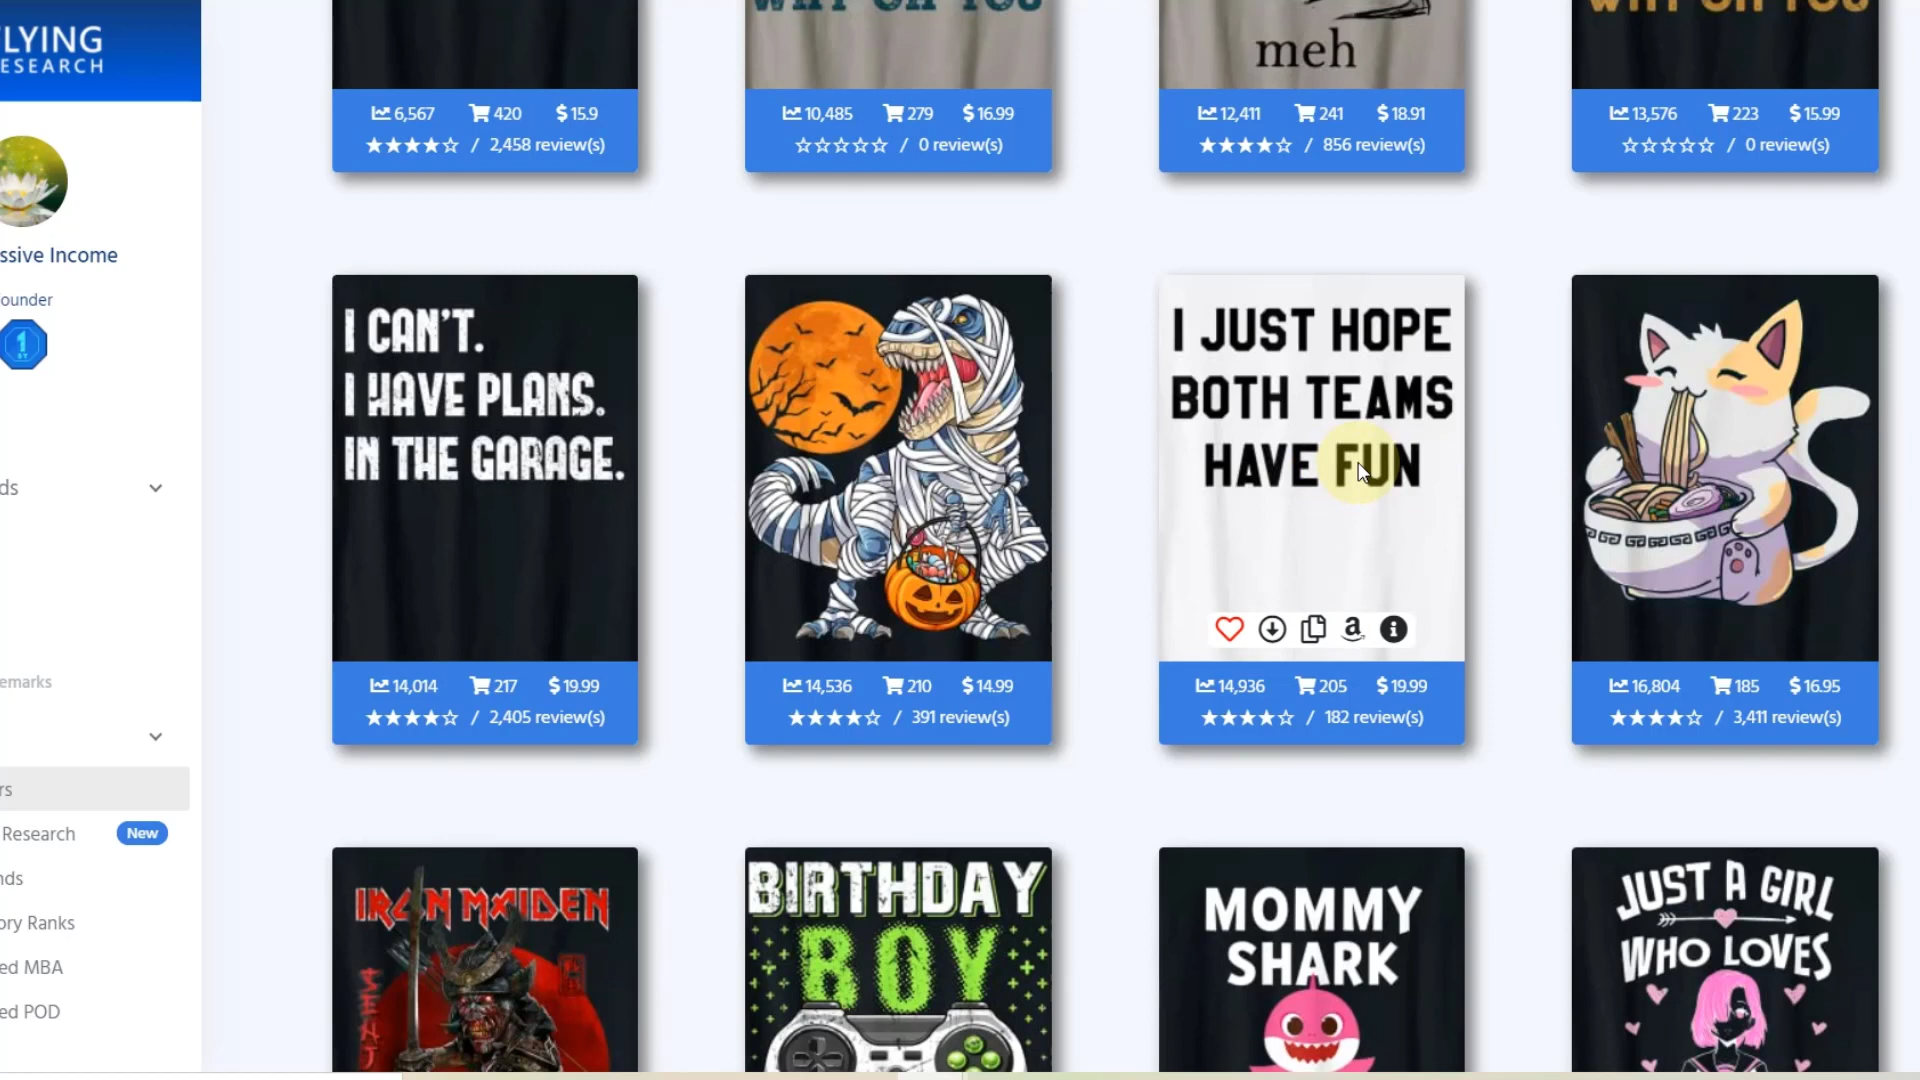 LYING
ESEARCH
ssive Income
ounder
1
ST
ds
emarks
rs
Research New
nds
ory Ranks
ed MBA
ed POD
meh
6,567 420 $15.9
/ 2,458 review(s)
10,485 279 $16.99
/ 0 review(s)
12,411 241 $18.91
/ 856 review(s)
13,576 223 $15.99
/ 0 review(s)
I CAN'T.
I HAVE PLANS.
IN THE GARAGE.
14,014 217 $19.99
/ 2,405 review(s)
14,536 210 $14.99
/ 391 review(s)
I JUST HOPE
BOTH TEAMS
HAVE FUN
14,936 205 $19.99
/ 182 review(s)
16,804 185 $16.95
/ 3,411 review(s)
IRON MAIDEN
BIRTHDAY
BOY
MOMMY
SHARK
JUST A GIRL
WHO LOVES